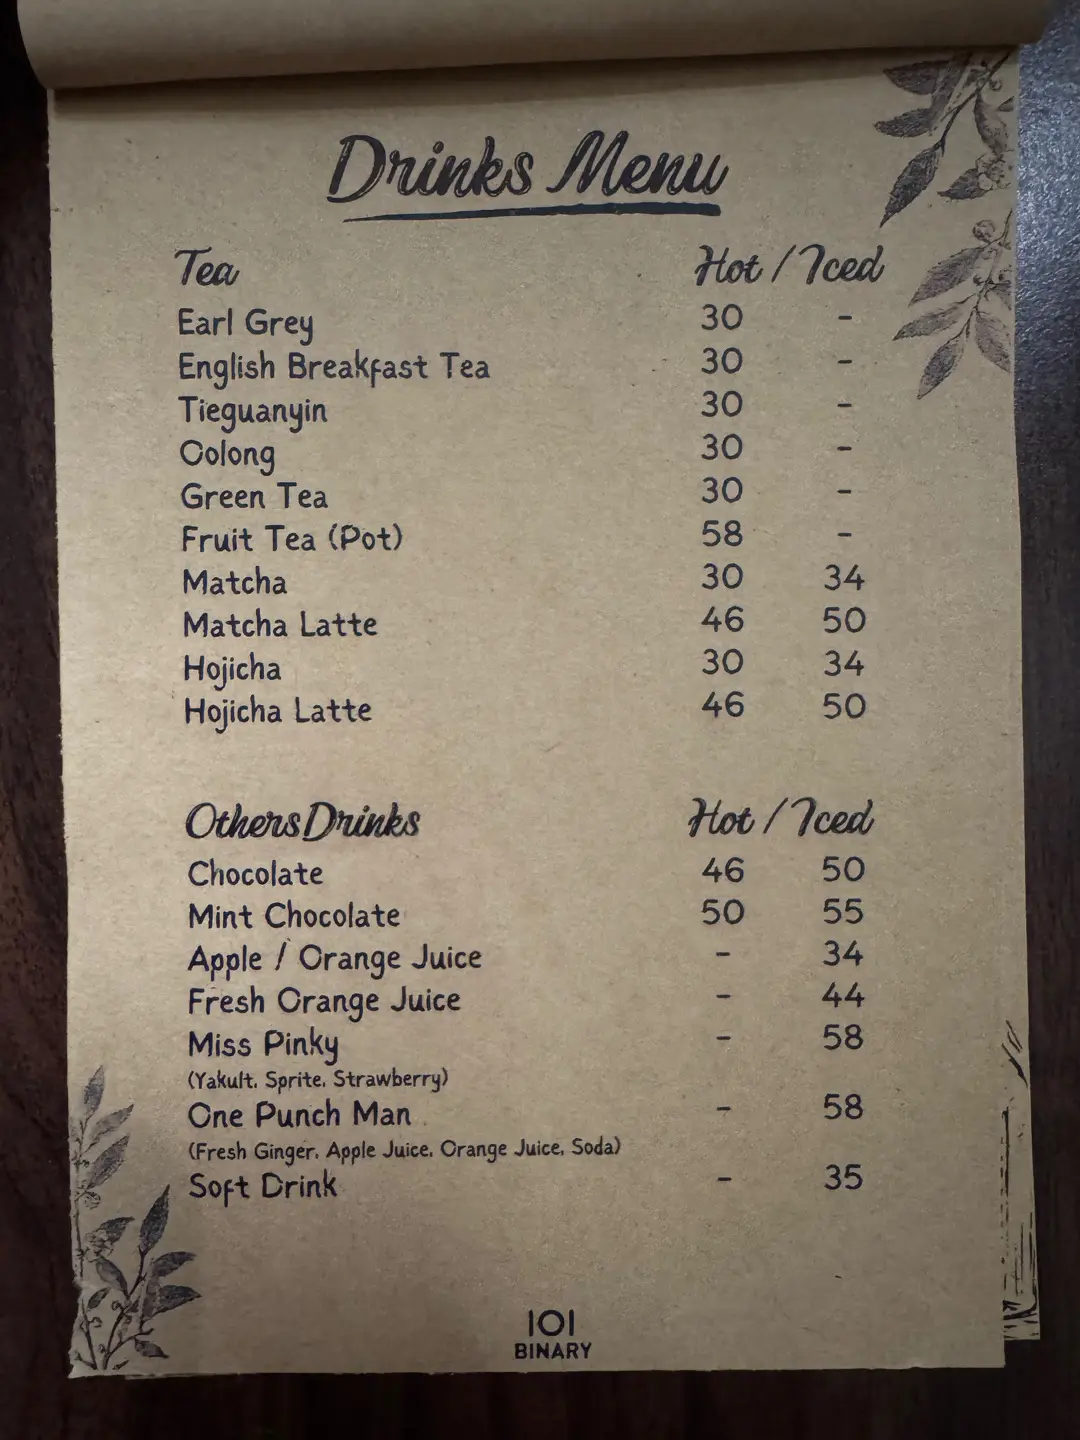 Drinks Menu
Tea Hot / Iced
Earl Grey 30 -
English Breakfast Tea 30 -
Tieguanyin 30 -
Oolong 30 -
Green Tea 30 -
Fruit Tea (Pot) 58 -
Matcha 30 34
Matcha Latte 46 50
Hojicha 30 34
Hojicha Latte 46 50
Others Drinks Hot / Iced
Chocolate 46 50
Mint Chocolate 50 55
Apple / Orange Juice - 34
Fresh Orange Juice - 44
Miss Pinky - 58
(Yakult, Sprite, Strawberry)
One Punch Man - 58
(Fresh Ginger, Apple Juice, Orange Juice, Soda)
Soft Drink - 35
101
BINARY